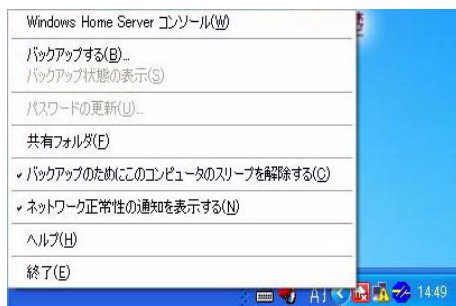 Windows Home Server コンソール(W)
バックアップする(B)...
バックアップ状態の表示(S)
パスワードの更新(U)...
共有フォルダ(F)
バックアップのためにこのコンピュータのスリープを解除する(C)
ネットワーク正常性の通知を表示する(N)
ヘルプ(H)
終了(E)
14:49